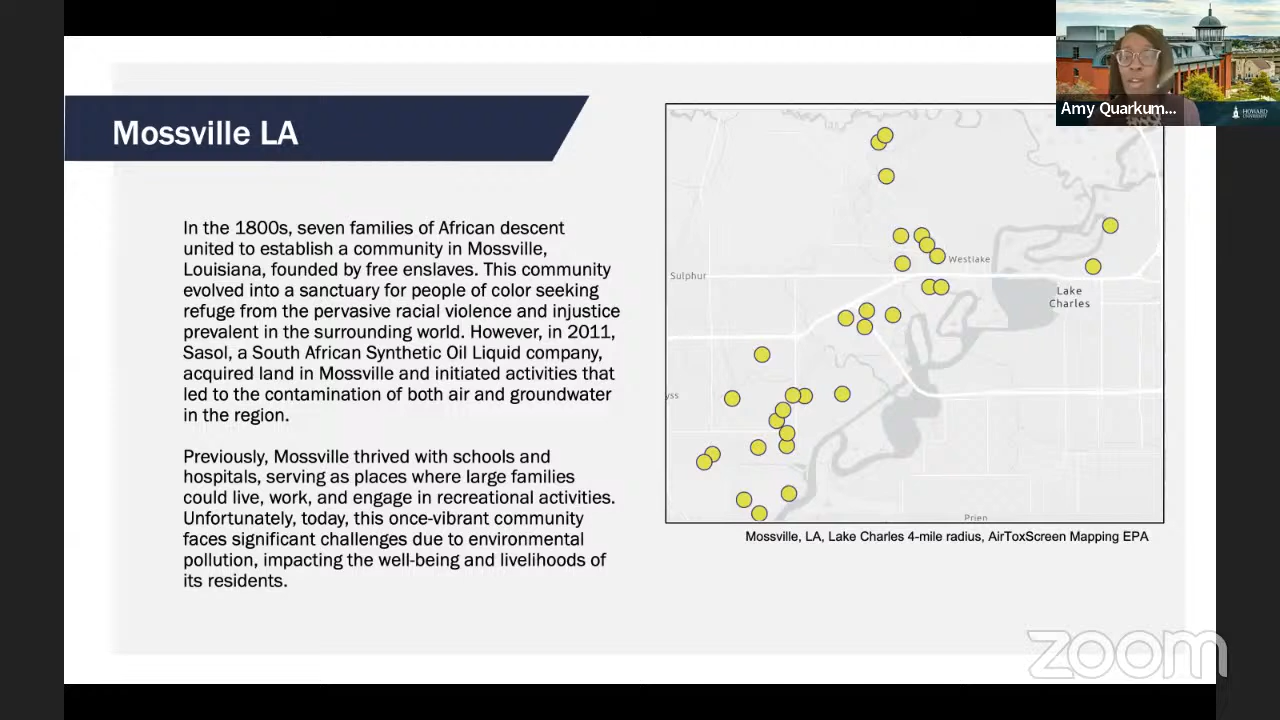 Mossville LA
In the 1800s, seven families of African descent
united to establish a community in Mossville,
Louisiana, founded by free enslaves. This community
evolved into a sanctuary for people of color seeking
refuge from the pervasive racial violence and injustice
prevalent in the surrounding world. However, in 2011,
Sasol, a South African Synthetic Oil Liquid company,
acquired land in Mossville and initiated activities that
led to the contamination of both air and groundwater
in the region.
Previously, Mossville thrived with schools and
hospitals, serving as places where large families
could live, work, and engage in recreational activities.
Unfortunately, today, this once-vibrant community
faces significant challenges due to environmental
pollution, impacting the well-being and livelihoods of
its residents.
Sulphur
Westlake
Lake
Charles
yss
Prien
Mossville, LA, Lake Charles 4-mile radius, AirToxScreen Mapping EPA
Amy Quarkum...
HOWARD
UNIVERSITY
zoom